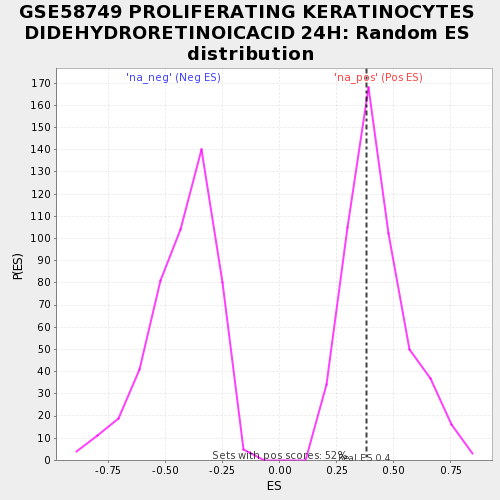 GSE58749 PROLIFERATING KERATINOCYTES
DIDEHYDRORETINOICACID 24H: Random ES
distribution
'na_neg' (Neg ES)
'na_pos' (Pos ES)
170
160
150
140
130
120
110
100
90
80
70
60
50
40
30
20
10
0
P(ES)
Sets with pos scores: 52%
Real ES 0.4
-0.75
-0.50
-0.25
0.00
0.25
0.50
0.75
ES